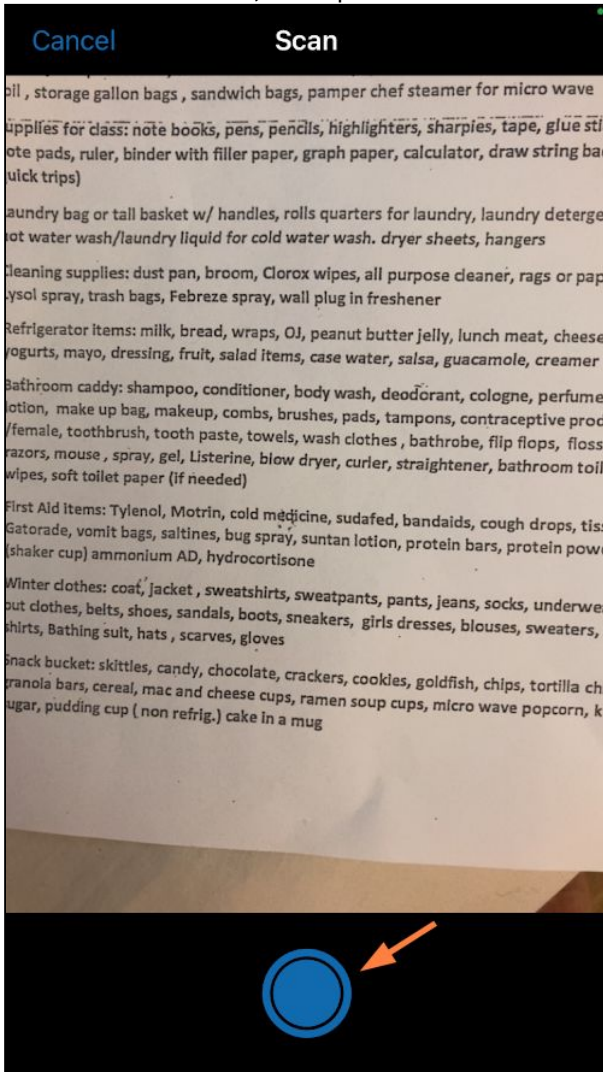 Cancel
Scan
oil , storage gallon bags , sandwich bags, pamper chef steamer for micro wave
upplies for class: note books, pens, pencils, highlighters, sharpies, tape, glue sti
ote pads, ruler, binder with filler paper, graph paper, calculator, draw string ba
uick trips)
aundry bag or tall basket w/ handles, rolls quarters for laundry, laundry deterge
hot water wash/laundry liquid for cold water wash. dryer sheets, hangers
Cleaning supplies: dust pan, broom, Clorox wipes, all purpose cleaner, rags or pap
Lysol spray, trash bags, Febreze spray, wall plug in freshener
Refrigerator items: milk, bread, wraps, OJ, peanut butter jelly, lunch meat, cheese
yogurts, mayo, dressing, fruit, salad items, case water, salsa, guacamole, creamer
Bathroom caddy: shampoo, conditioner, body wash, deodorant, cologne, perfume
lotion, make up bag, makeup, combs, brushes, pads, tampons, contraceptive prod
/female, toothbrush, tooth paste, towels, wash clothes , bathrobe, flip flops, floss
razors, mouse , spray, gel, Listerine, blow dryer, curler, straightener, bathroom toil
wipes, soft toilet paper (if needed)
First Aid items: Tylenol, Motrin, cold medicine, sudafed, bandaids, cough drops, tiss
Gatorade, vomit bags, saltines, bug spray, suntan lotion, protein bars, protein powe
(shaker cup) ammonium AD, hydrocortisone
Winter clothes: coat, jacket , sweatshirts, sweatpants, pants, jeans, socks, underwe
out clothes, belts, shoes, sandals, boots, sneakers, girls dresses, blouses, sweaters,
shirts, Bathing suit, hats , scarves, gloves
Snack bucket: skittles, candy, chocolate, crackers, cookies, goldfish, chips, tortilla ch
granola bars, cereal, mac and cheese cups, ramen soup cups, micro wave popcorn, k
ugar, pudding cup ( non refrig.) cake in a mug